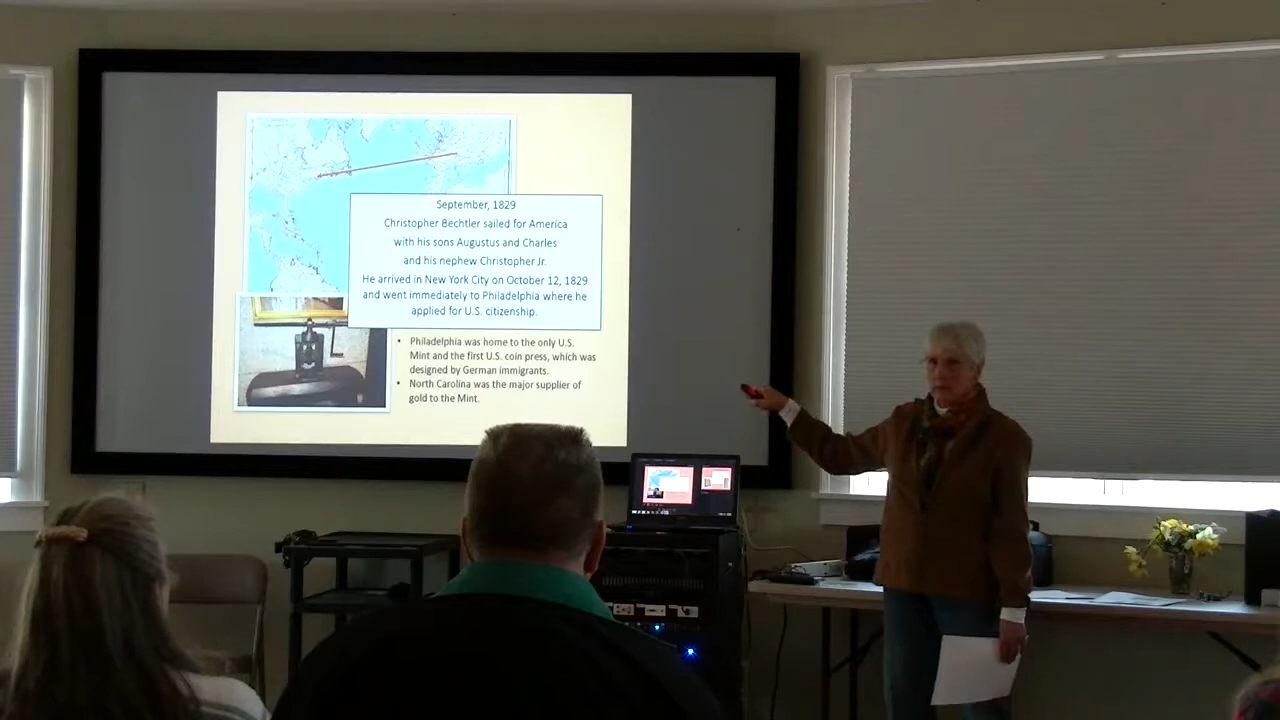 September, 1829
Christopher Bechtler sailed for America
with his sons Augustus and Charles
and his nephew Christopher Jr.
He arrived in New York City on October 12, 1829
and went immediately to Philadelphia where he
applied for U.S. citizenship.
• Philadelphia was home to the only U.S.
Mint and the first U.S. coin press, which was
designed by German immigrants.
• North Carolina was the major supplier of
gold to the Mint.